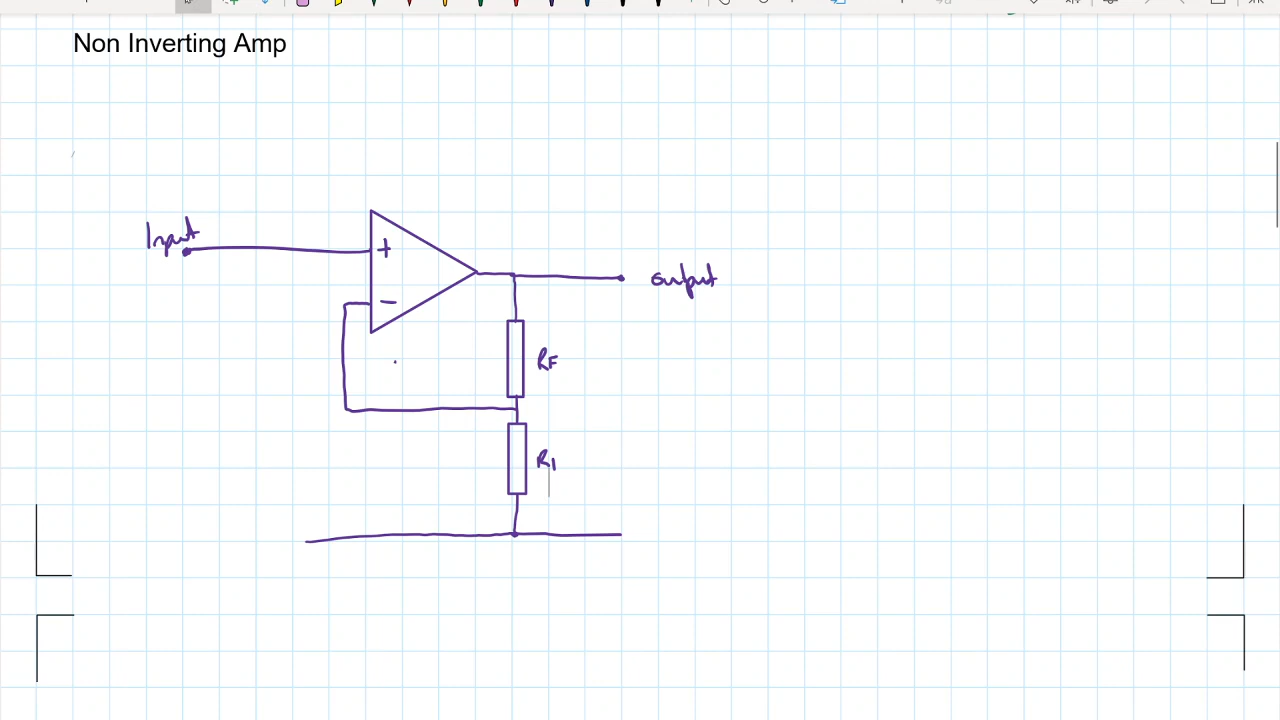 Non Inverting Amp
Input
+
output
−
RF
R1